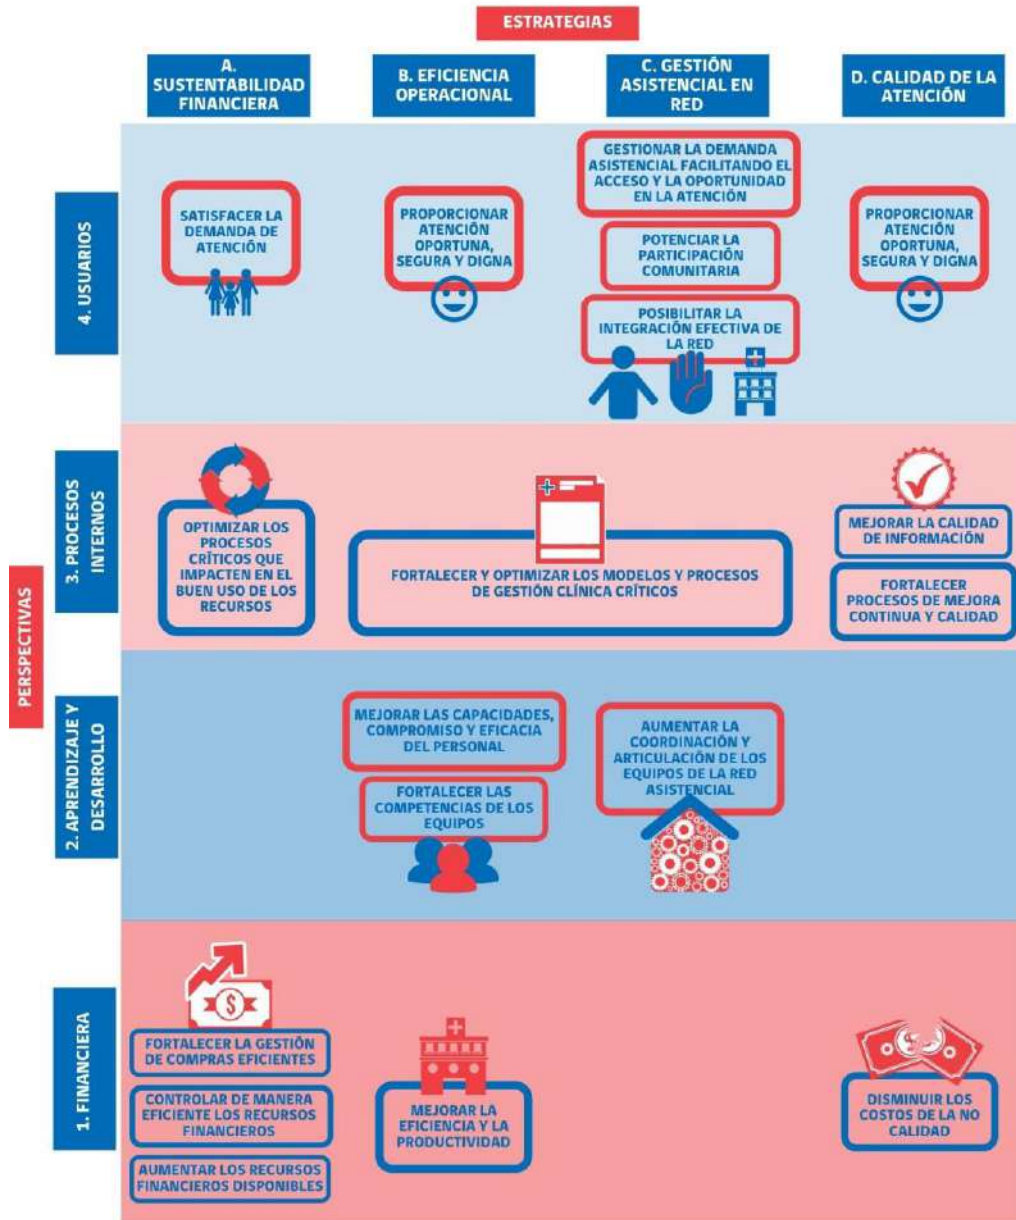 ESTRATEGIAS
A.
SUSTENTABILIDAD
FINANCIERA
B. EFICIENCIA
OPERACIONAL
C. GESTIÓN
ASISTENCIAL EN
RED
D. CALIDAD DE LA
ATENCIÓN
PERSPECTIVAS
4. USUARIOS
SATISFACER LA
DEMANDA DE
ATENCIÓN
PROPORCIONAR
ATENCIÓN
OPORTUNA,
SEGURA Y DIGNA
GESTIONAR LA DEMANDA
ASISTENCIAL FACILITANDO EL
ACCESO Y LA OPORTUNIDAD
EN LA ATENCIÓN
POTENCIAR LA
PARTICIPACIÓN
COMUNITARIA
POSIBILITAR LA
INTEGRACIÓN EFECTIVA DE
LA RED
PROPORCIONAR
ATENCIÓN
OPORTUNA,
SEGURA Y DIGNA
3. PROCESOS
INTERNOS
OPTIMIZAR LOS
PROCESOS
CRÍTICOS QUE
IMPACTEN EN EL
BUEN USO DE LOS
RECURSOS
FORTALECER Y OPTIMIZAR LOS MODELOS Y PROCESOS
DE GESTIÓN CLÍNICA CRÍTICOS
MEJORAR LA CALIDAD
DE INFORMACIÓN
FORTALECER
PROCESOS DE MEJORA
CONTINUA Y CALIDAD
2. APRENDIZAJE Y
DESARROLLO
MEJORAR LAS CAPACIDADES,
COMPROMISO Y EFICACIA
DEL PERSONAL
FORTALECER LAS
COMPETENCIAS DE LOS
EQUIPOS
AUMENTAR LA
COORDINACIÓN Y
ARTICULACIÓN DE LOS
EQUIPOS DE LA RED
ASISTENCIAL
1. FINANCIERA
$
FORTALECER LA GESTIÓN
DE COMPRAS EFICIENTES
CONTROLAR DE MANERA
EFICIENTE LOS RECURSOS
FINANCIEROS
AUMENTAR LOS RECURSOS
FINANCIEROS DISPONIBLES
MEJORAR LA
EFICIENCIA Y LA
PRODUCTIVIDAD
DISMINUIR LOS
COSTOS DE LA NO
CALIDAD